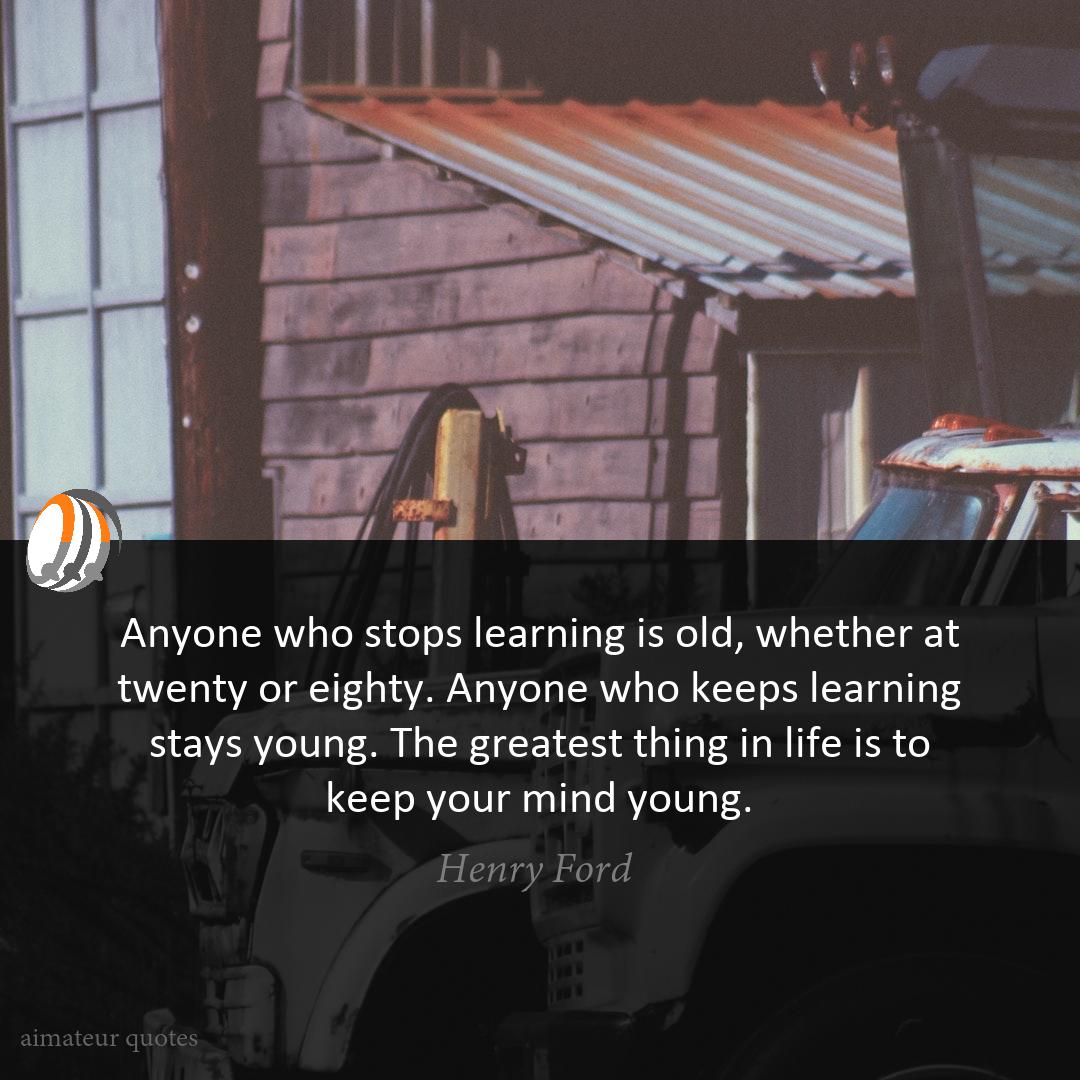 Anyone who stops learning is old, whether at
twenty or eighty. Anyone who keeps learning
stays young. The greatest thing in life is to
keep your mind young.
Henry Ford
aimateur quotes